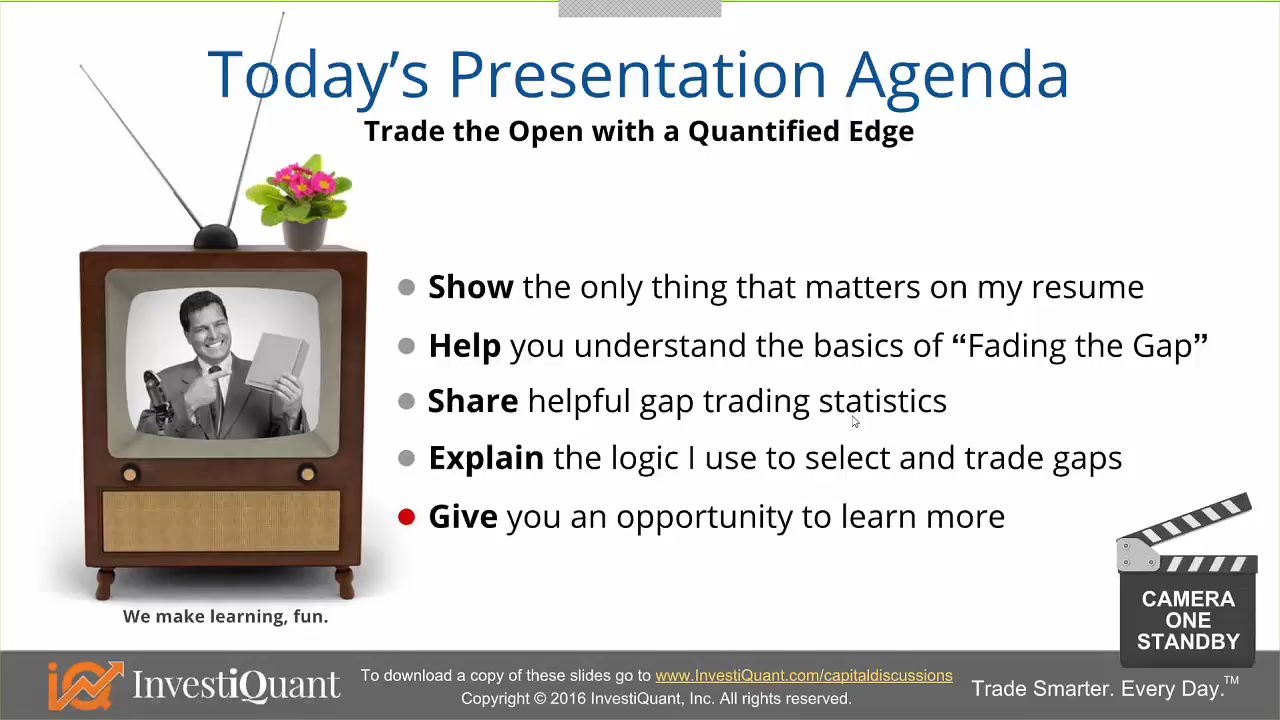 Today’s Presentation Agenda
Trade the Open with a Quantified Edge
Show the only thing that matters on my resume
Help you understand the basics of “Fading the Gap”
Share helpful gap trading statistics
Explain the logic I use to select and trade gaps
Give you an opportunity to learn more
We make learning, fun.
CAMERA
ONE
STANDBY
IQ InvestiQuant
To download a copy of these slides go to www.InvestiQuant.com/capitaldiscussions
Copyright © 2016 InvestiQuant, Inc. All rights reserved.
Trade Smarter. Every Day.™